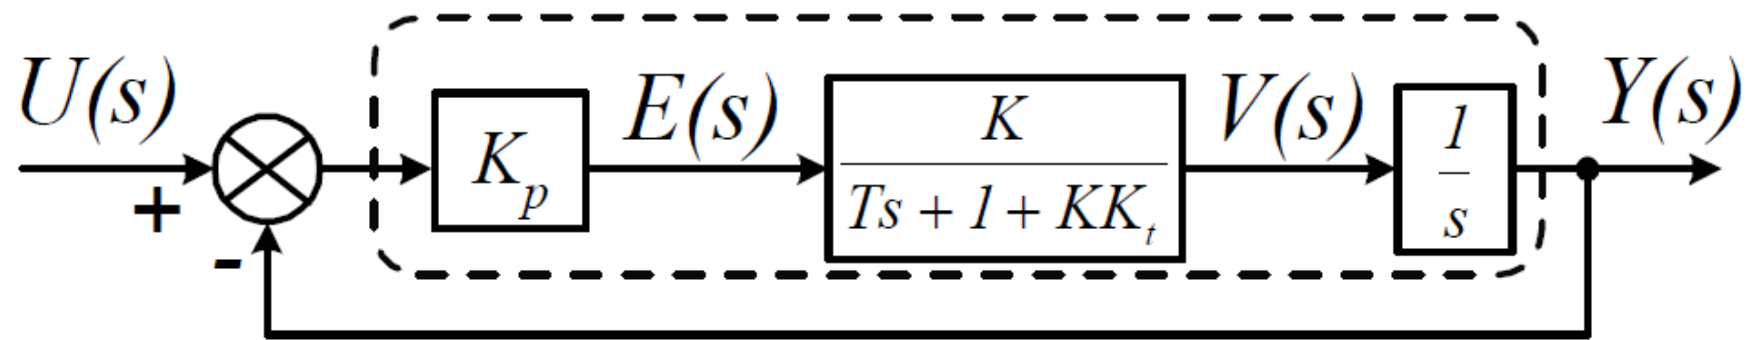 U(s) + - K_p E(s) K / (Ts + 1 + KK_t) V(s) 1 / s Y(s)